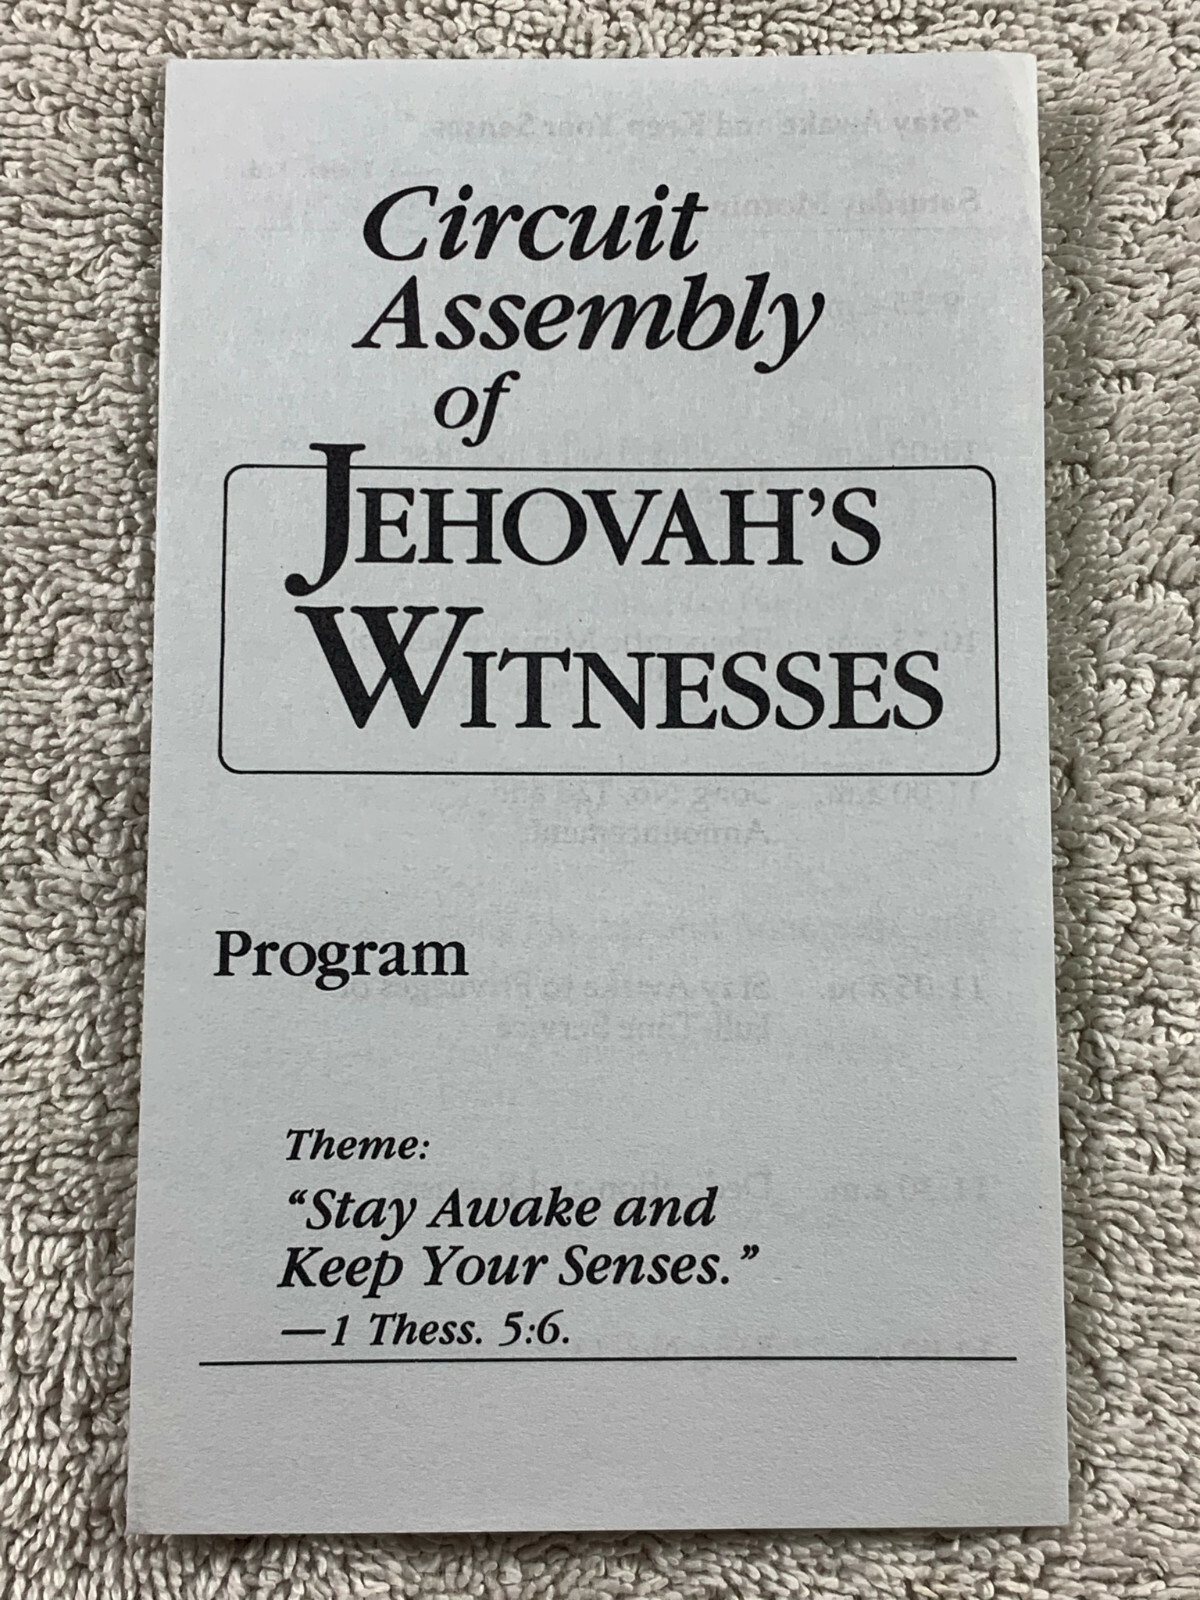 Circuit
Assembly
of
JEHOVAH'S
WITNESSES
Program
Theme:
“Stay Awake and
Keep Your Senses.”
—1 Thess. 5:6.